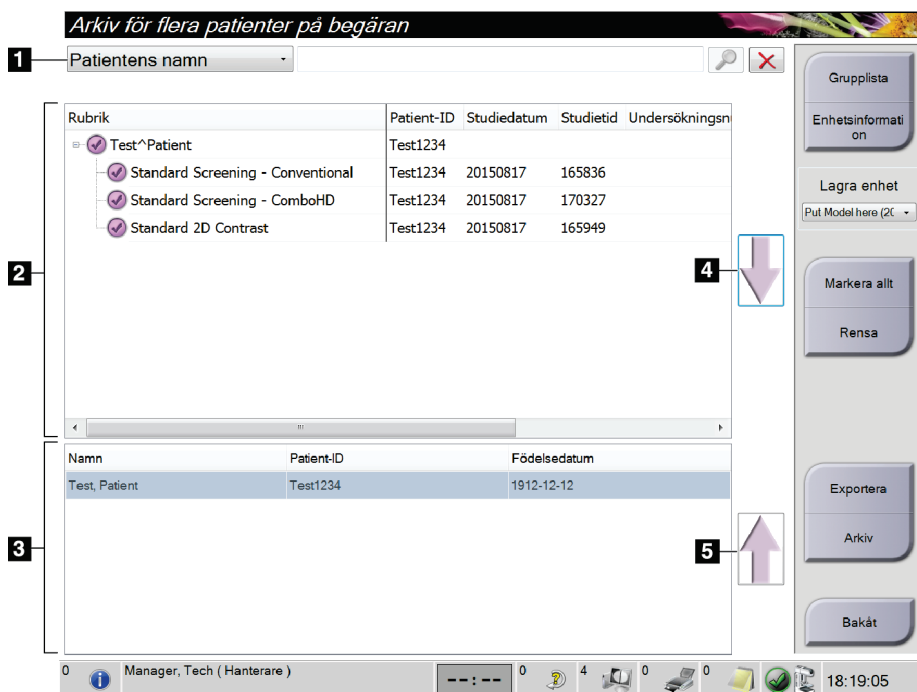 Arkiv för flera patienter på begäran
1
Patientens namn
Grupplista
Enhetsinformati
on
Lagra enhet
Put Model here (20
Markera allt
Rensa
2
Rubrik Patient-ID Studiedatum Studietid Undersökningsn
Test^Patient Test1234
Standard Screening - Conventional Test1234 20150817 165836
Standard Screening - ComboHD Test1234 20150817 170327
Standard 2D Contrast Test1234 20150817 165949
4
3
Namn Patient-ID Födelsedatum
Test, Patient Test1234 1912-12-12
5
Exportera
Arkiv
Bakåt
0 Manager, Tech ( Hanterare ) --:-- 0 4 0 0 18:19:05